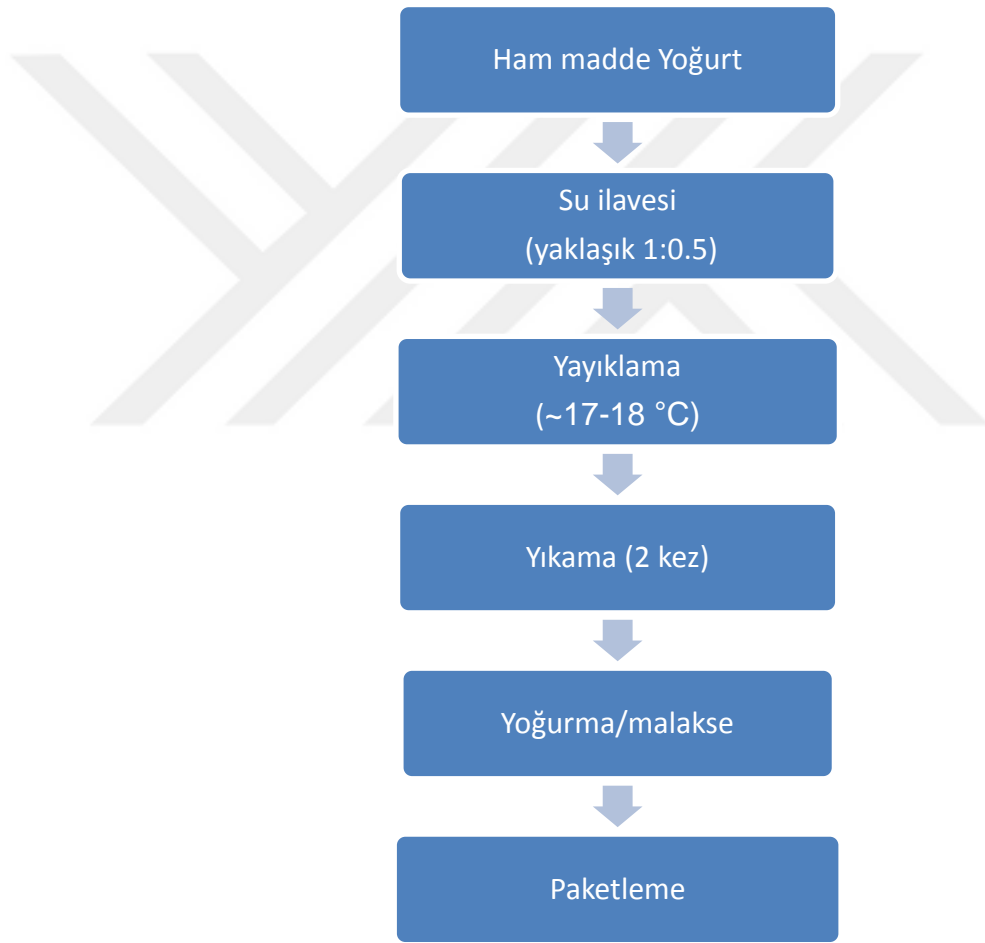 Ham madde Yoğurt
Su ilavesi
(yaklaşık 1:0.5)
Yayıklama
(~17-18 °C)
Yıkama (2 kez)
Yoğurma/malakse
Paketleme